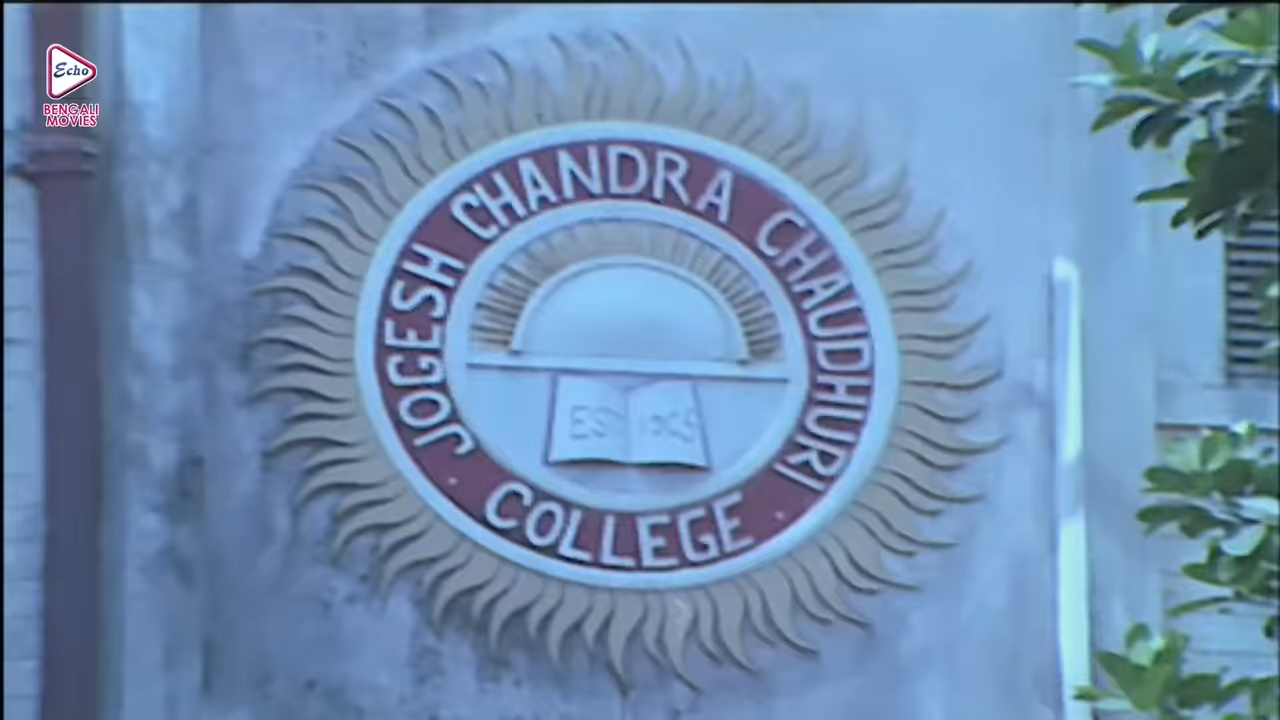 Echo
BENGALI
MOVIES
JOGESH CHANDRA CHAUDHURI
COLLEGE